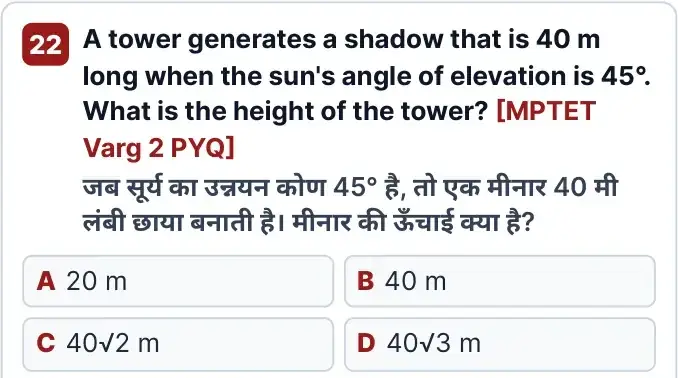 22 A tower generates a shadow that is 40 m
long when the sun's angle of elevation is 45°.
What is the height of the tower? [MPTET
Varg 2 PYQ]
जब सूर्य का उन्नयन कोण 45° है, तो एक मीनार 40 मी
लंबी छाया बनाती है। मीनार की ऊँचाई क्या है?
A 20 m
B 40 m
C 40√2 m
D 40√3 m